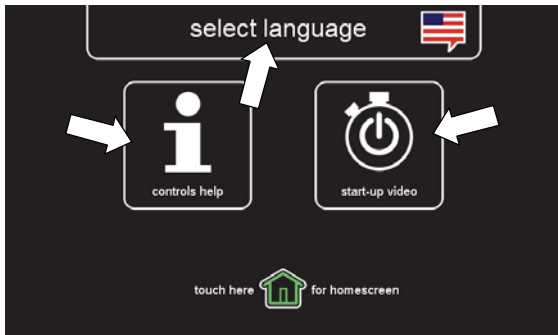 select language
controls help
start-up video
touch here for homescreen